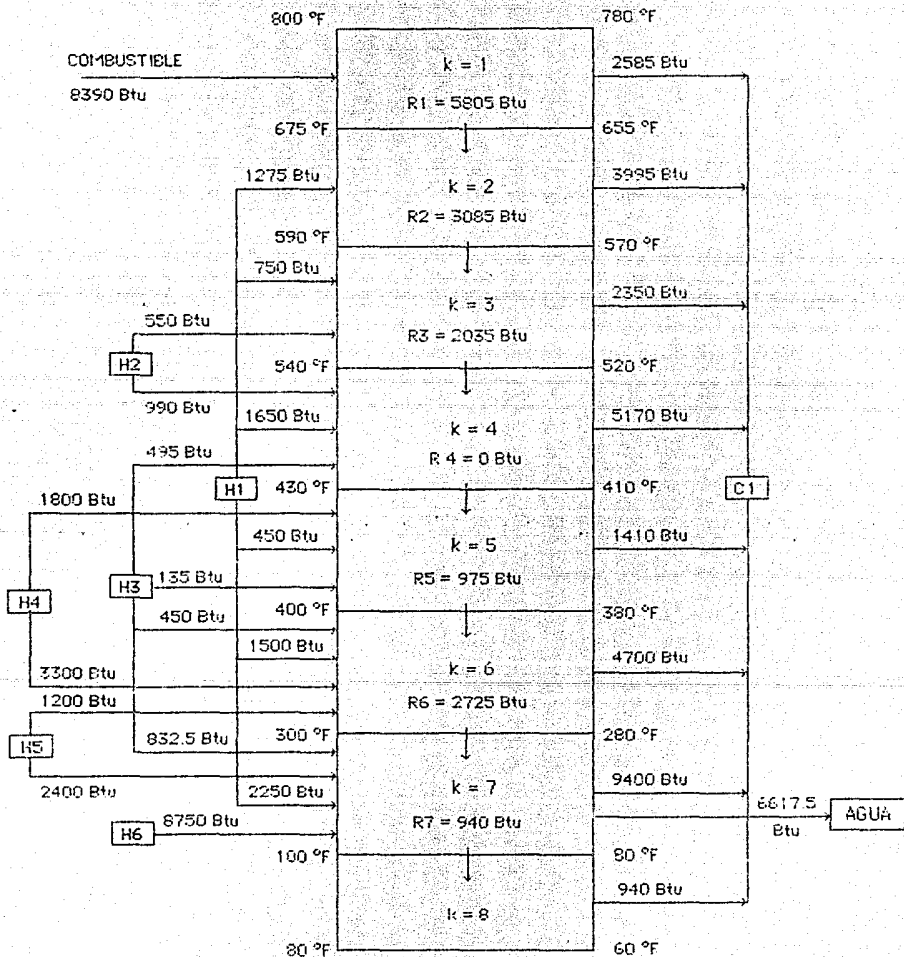 800 °F
780 °F
COMBUSTIBLE
8390 Btu
k = 1
2585 Btu
R1 = 5805 Btu
675 °F
655 °F
1275 Btu
k = 2
3995 Btu
R2 = 3085 Btu
590 °F
570 °F
750 Btu
k = 3
2350 Btu
550 Btu
R3 = 2035 Btu
H2
540 °F
520 °F
990 Btu
1650 Btu
k = 4
5170 Btu
495 Btu
R 4 = 0 Btu
1800 Btu
H1
430 °F
410 °F
C1
450 Btu
k = 5
1410 Btu
H4
H3
135 Btu
R5 = 975 Btu
400 °F
380 °F
450 Btu
1500 Btu
k = 6
4700 Btu
3300 Btu
1200 Btu
R6 = 2725 Btu
H5
832.5 Btu
300 °F
280 °F
2400 Btu
2250 Btu
k = 7
9400 Btu
H6
8750 Btu
R7 = 940 Btu
6617.5
Btu
AGUA
100 °F
80 °F
940 Btu
k = 8
80 °F
60 °F